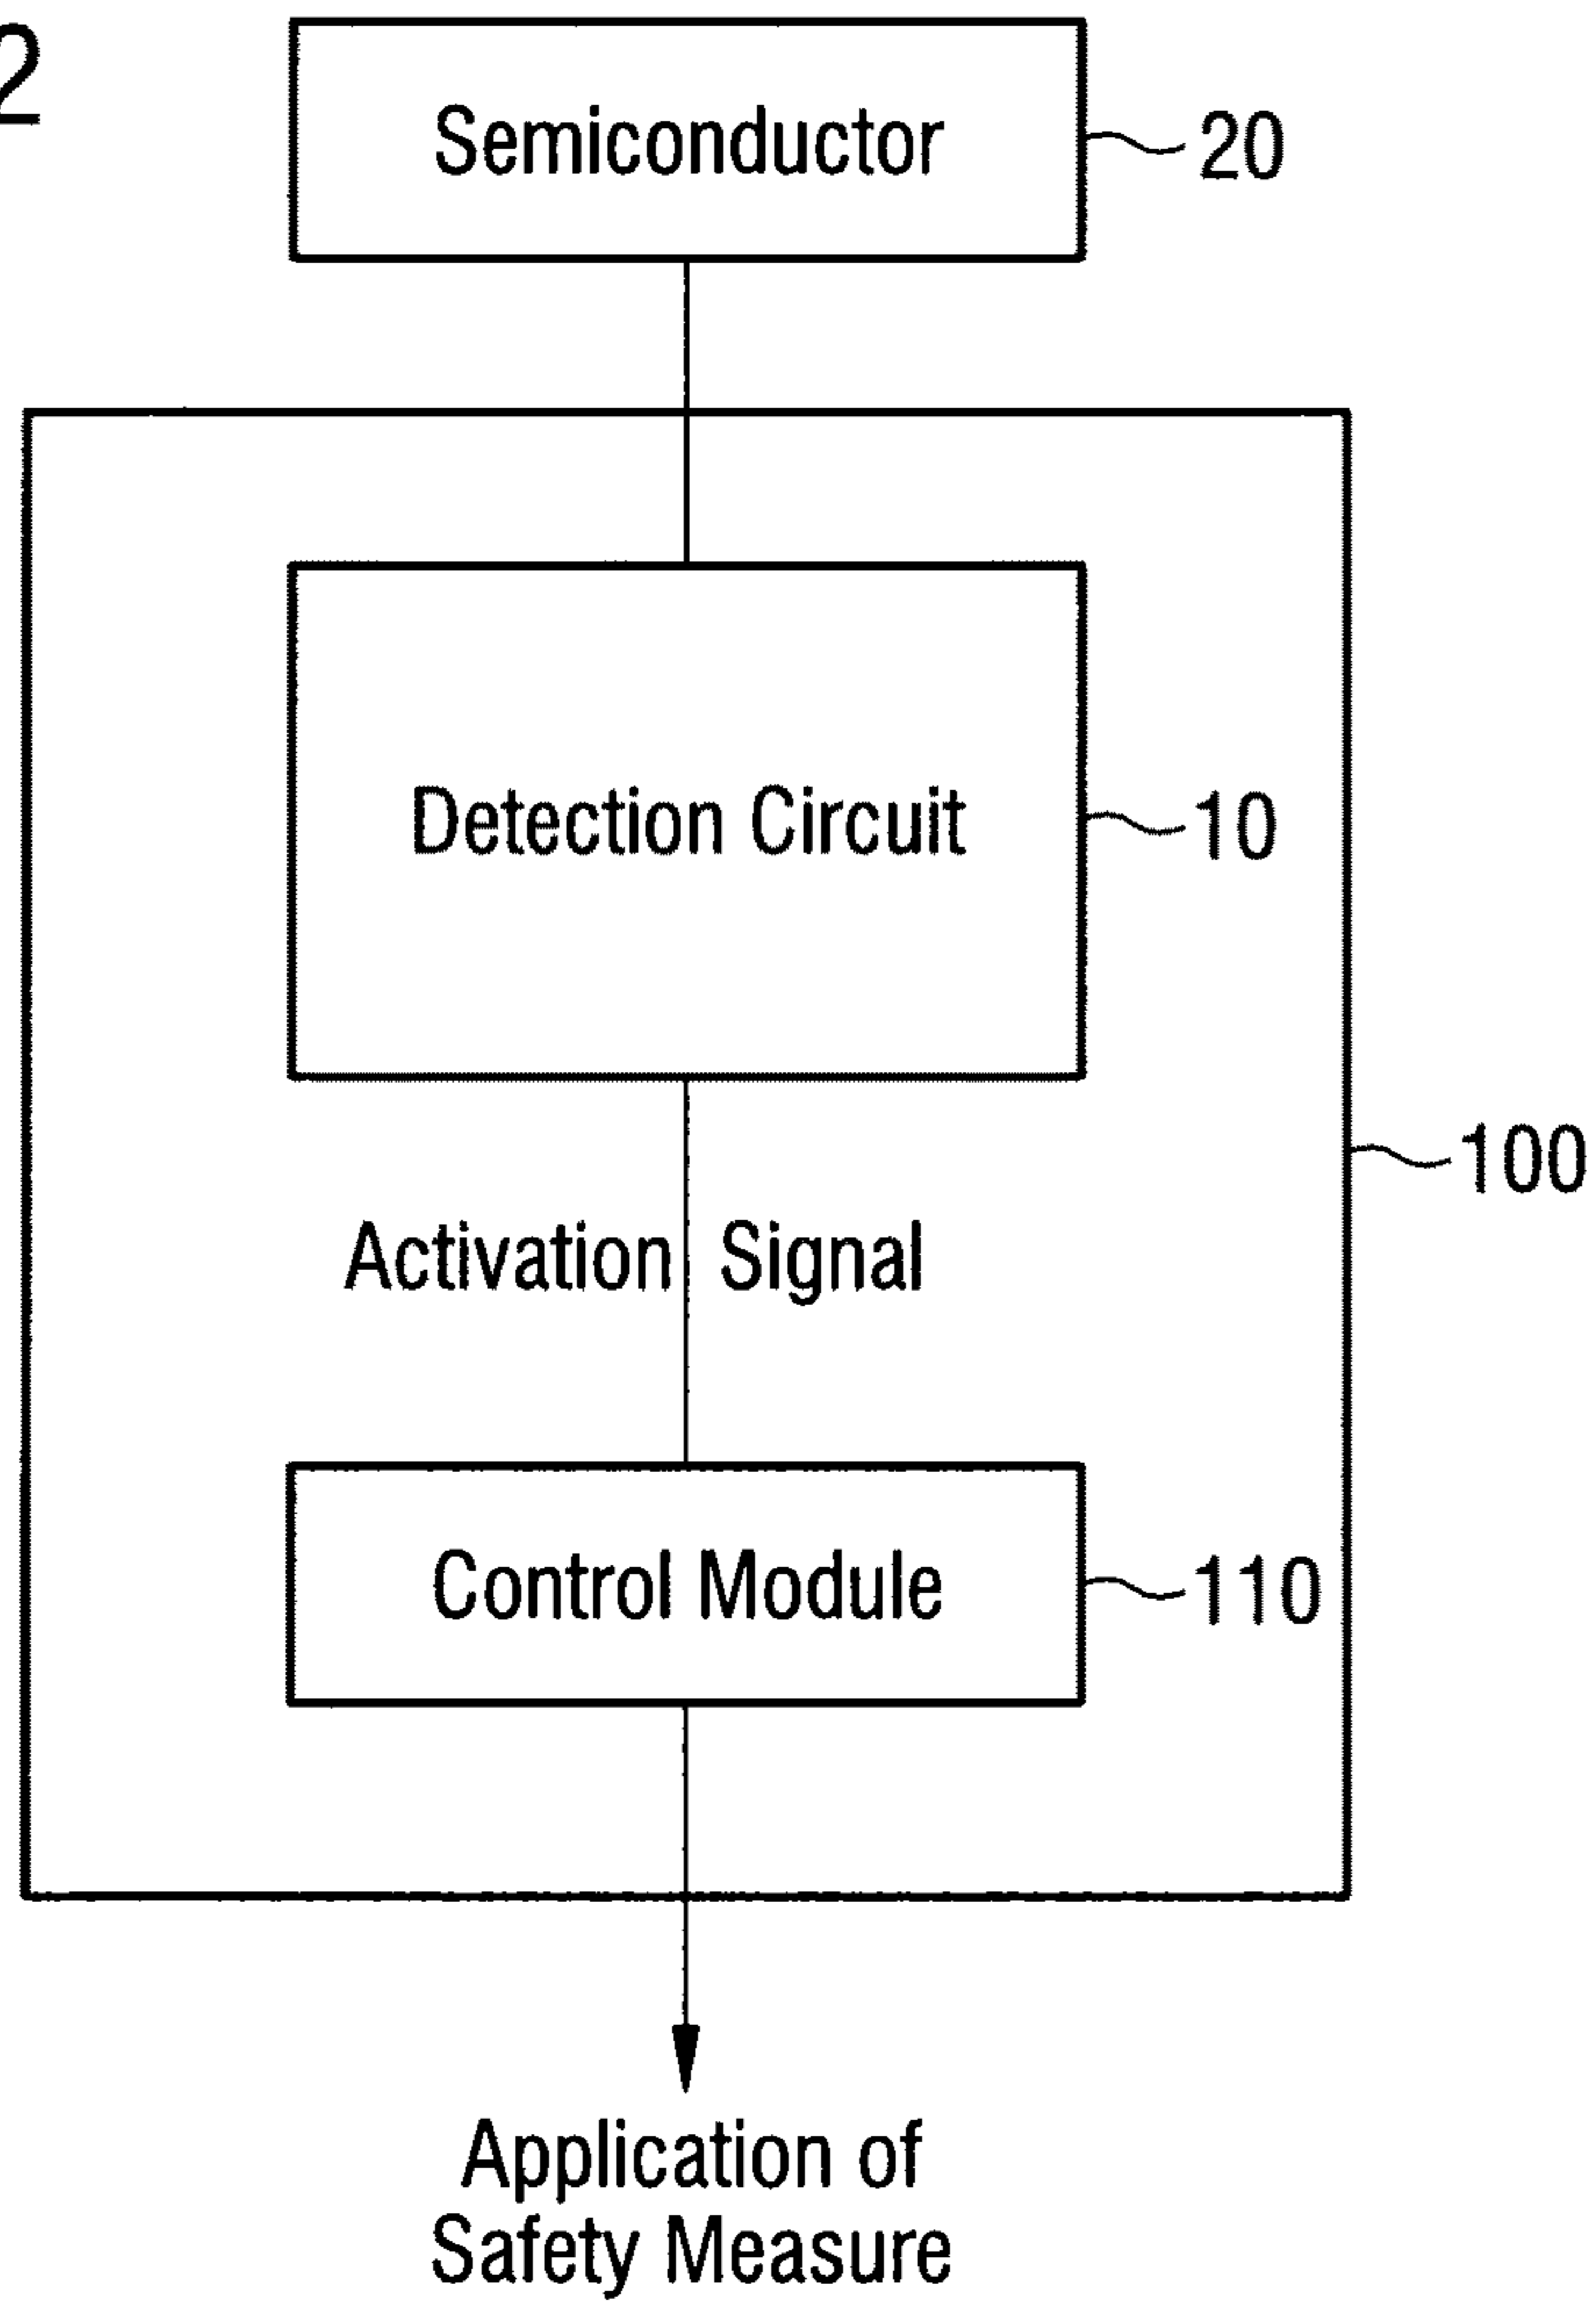 2
Semiconductor
20
Detection Circuit
10
100
Activation Signal
Control Module
110
Application of
Safety Measure